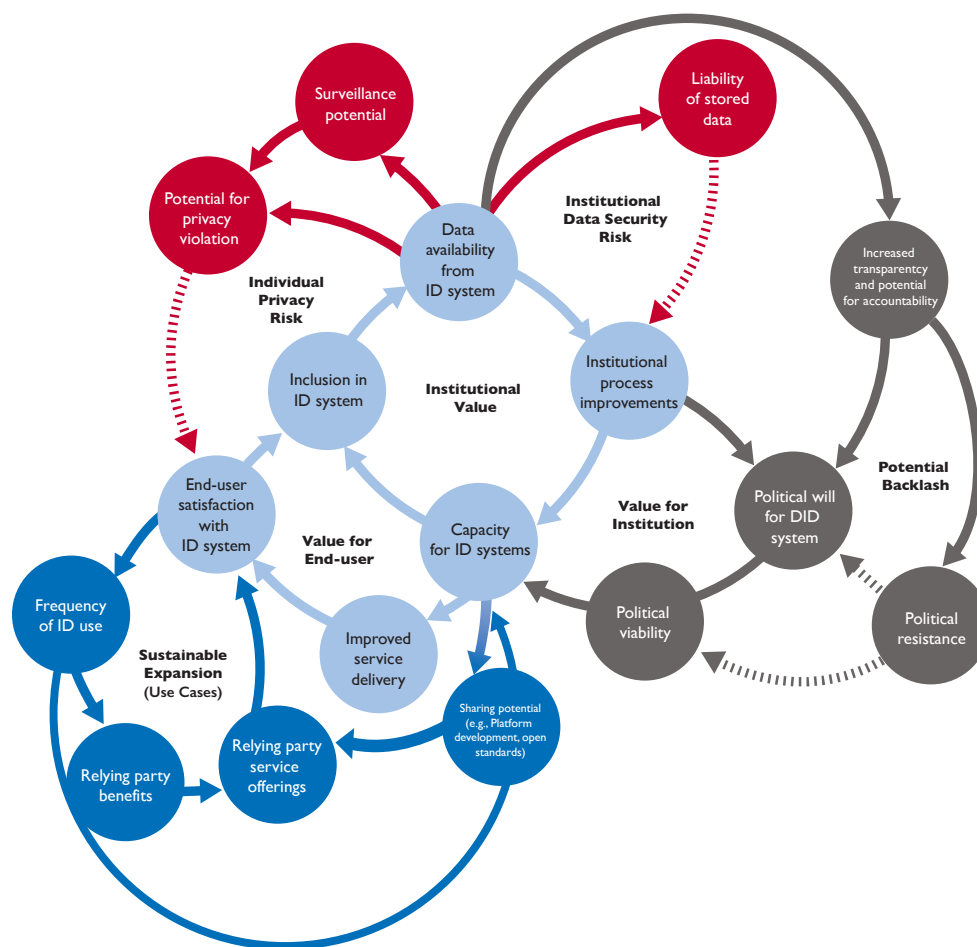 Surveillance
potential
Liability
of stored
data
Potential for
privacy
violation
Institutional
Data Security
Risk
Data
availability
from
ID system
Increased
transparentcy
and potential
for accountability
Individual
Privacy
Risk
Inclusion in
ID system
Institutional
Value
Institutional
process
improvements
End-user
satisfaction
with
ID system
Value for
End-user
Capacity
for ID systems
Value for
Institution
Political will
for DID
system
Potential
Backlash
Frequency
of ID use
Sustainable
Expansion
(Use Cases)
Improved
service
delivery
Political
viability
Political
resistance
Sharing potential
(e.g., Platform
development, open
standards)
Relying party
benefits
Relying party
service
offerings